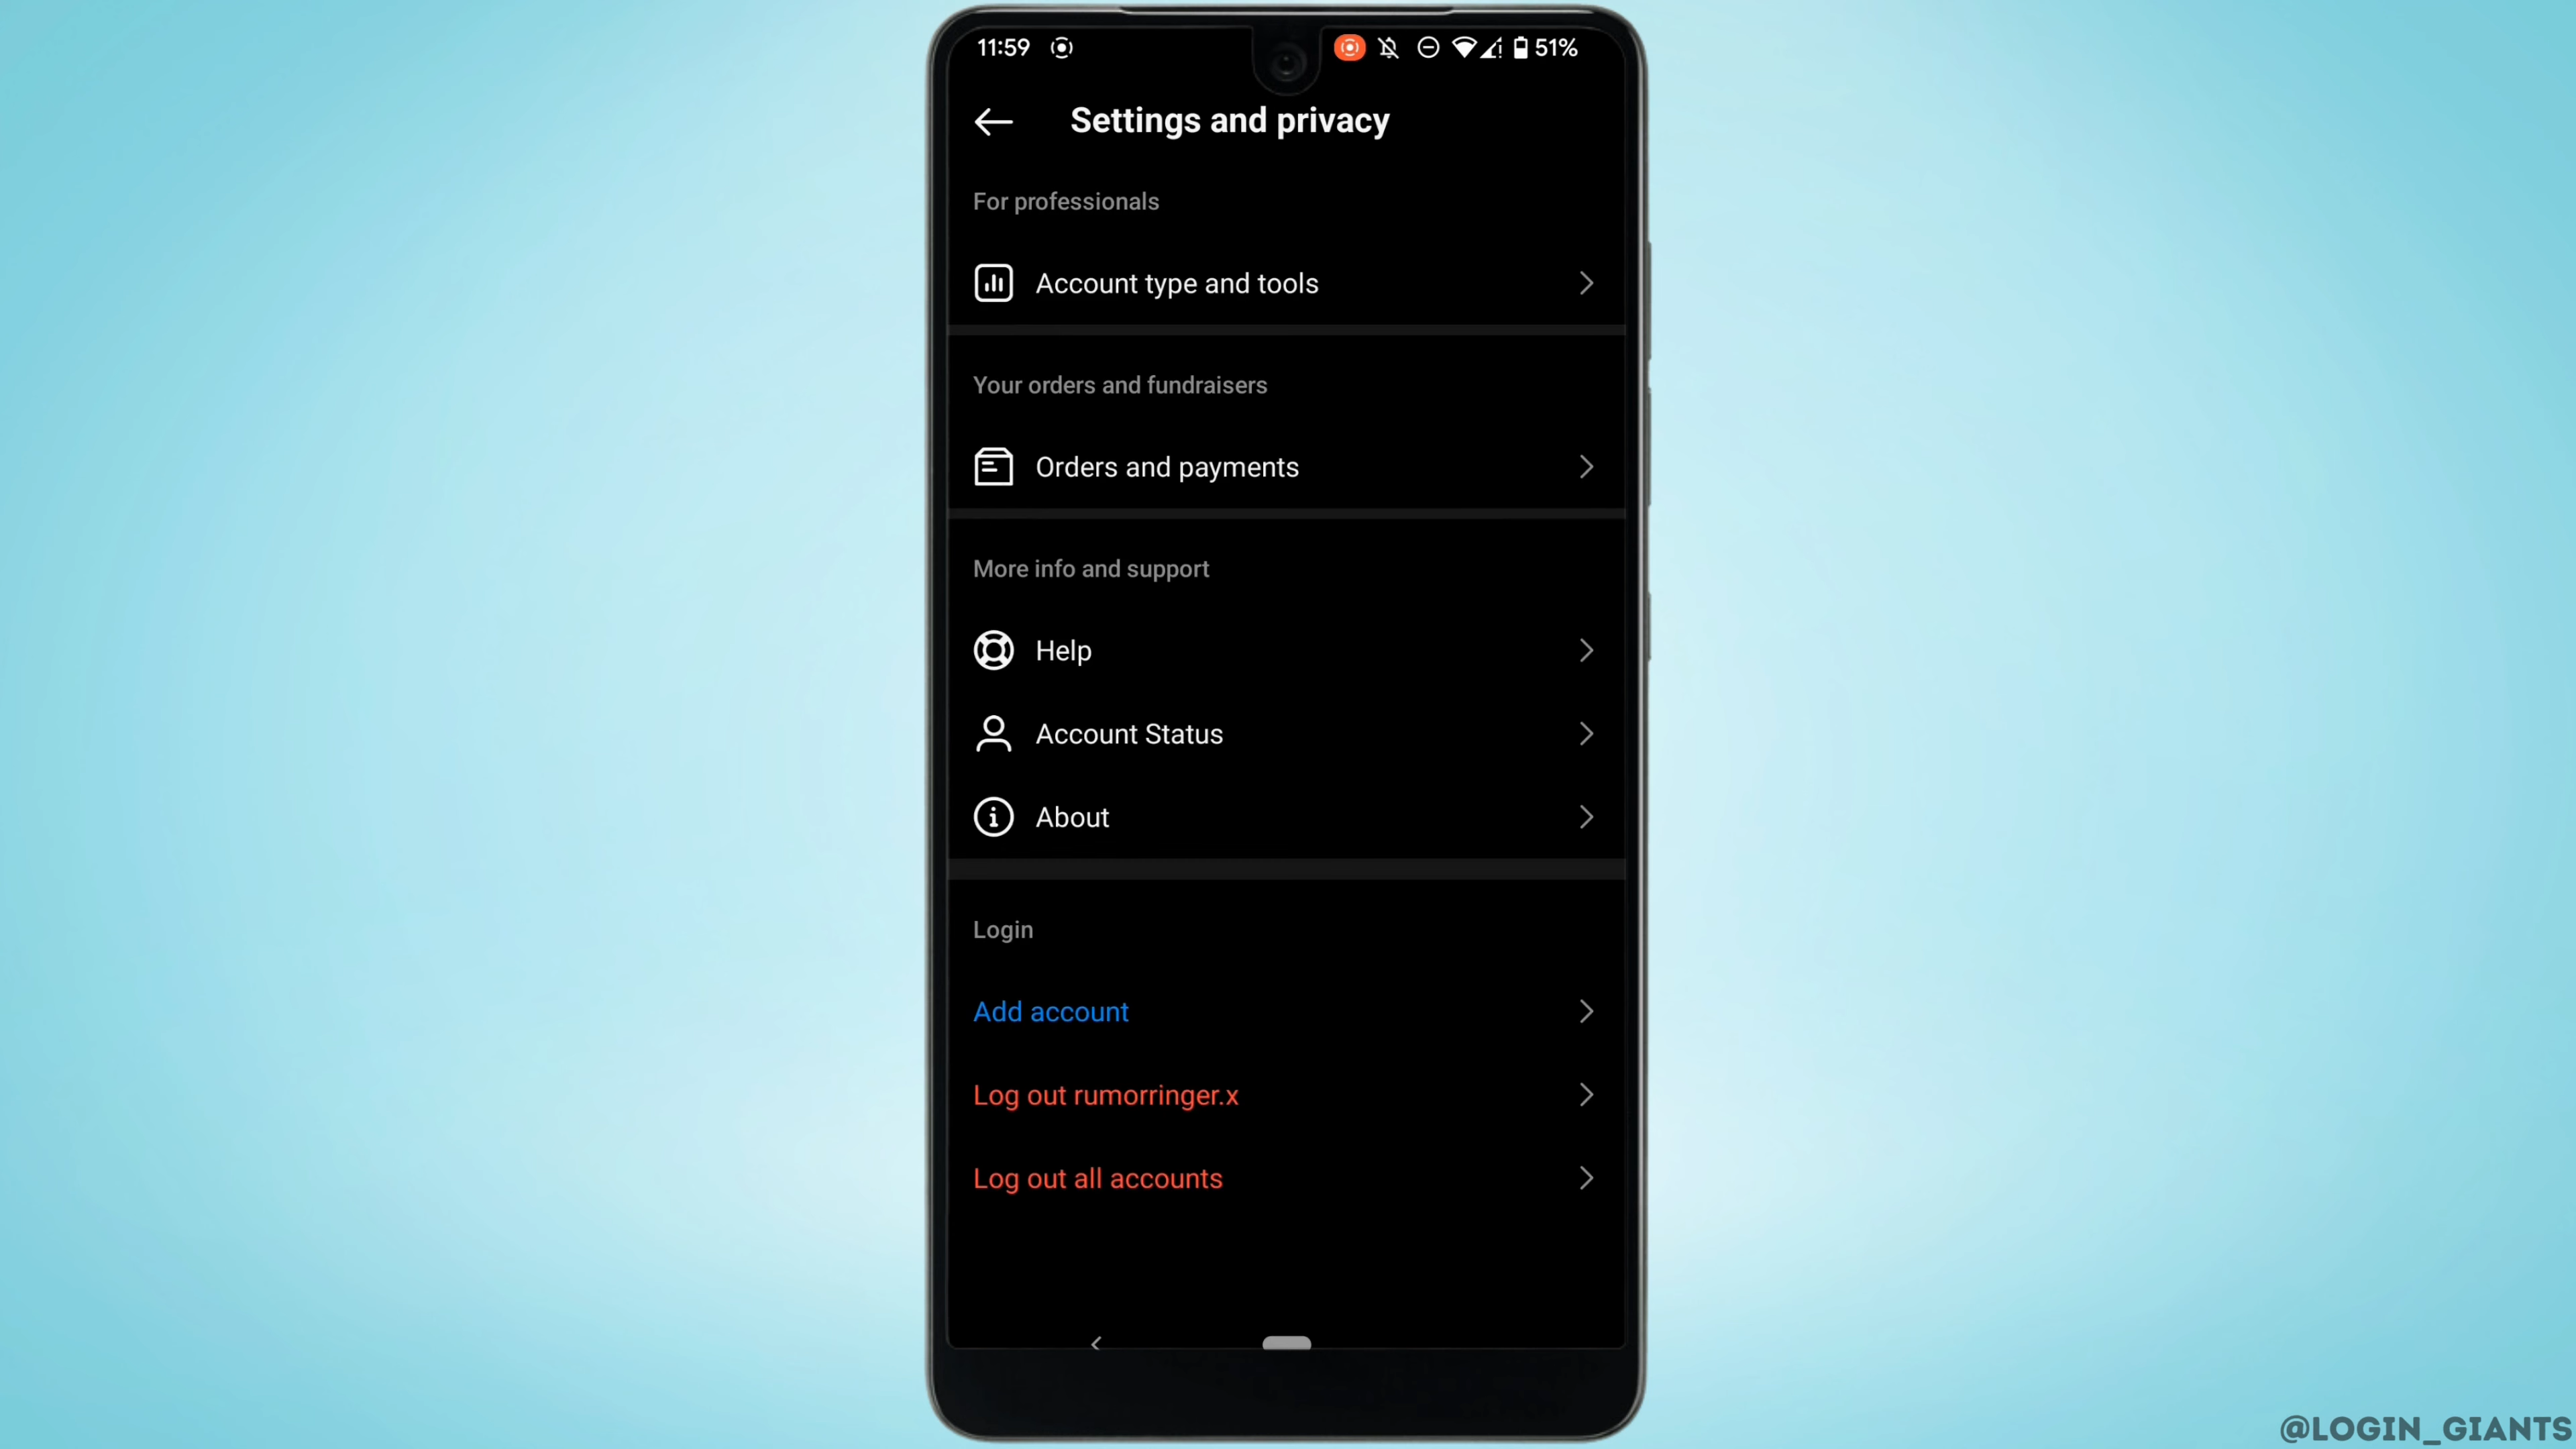 11:59
51%
Settings and privacy
For professionals
Account type and tools
Your orders and fundraisers
Orders and payments
More info and support
Help
Account Status
About
Login
Add account
Log out rumorringer.x
Log out all accounts
@LOGIN_GIANTS